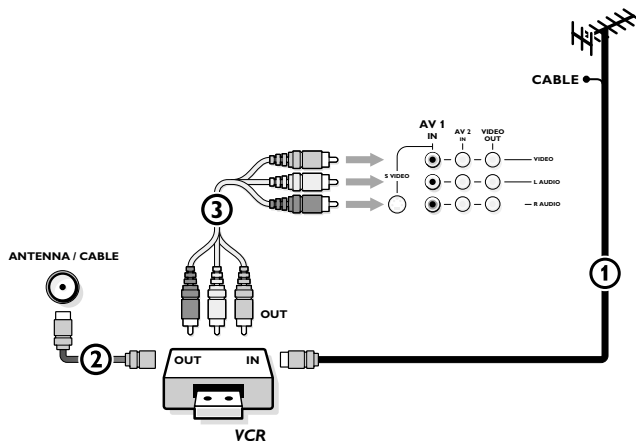 CABLE
AV 1
IN
AV 2
IN
VIDEO
OUT
VIDEO
S VIDEO
L AUDIO
R AUDIO
3
ANTENNA / CABLE
1
OUT
2
OUT IN
VCR